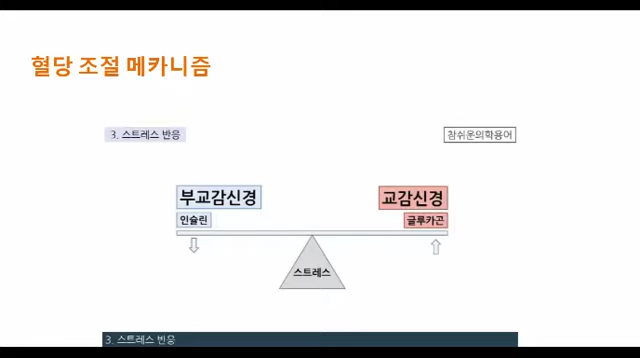 혈당 조절 메카니즘
3. 스트레스 반응
참쉬운의학용어
부교감신경
교감신경
인슐린
글루카곤
스트레스
3. 스트레스 반응